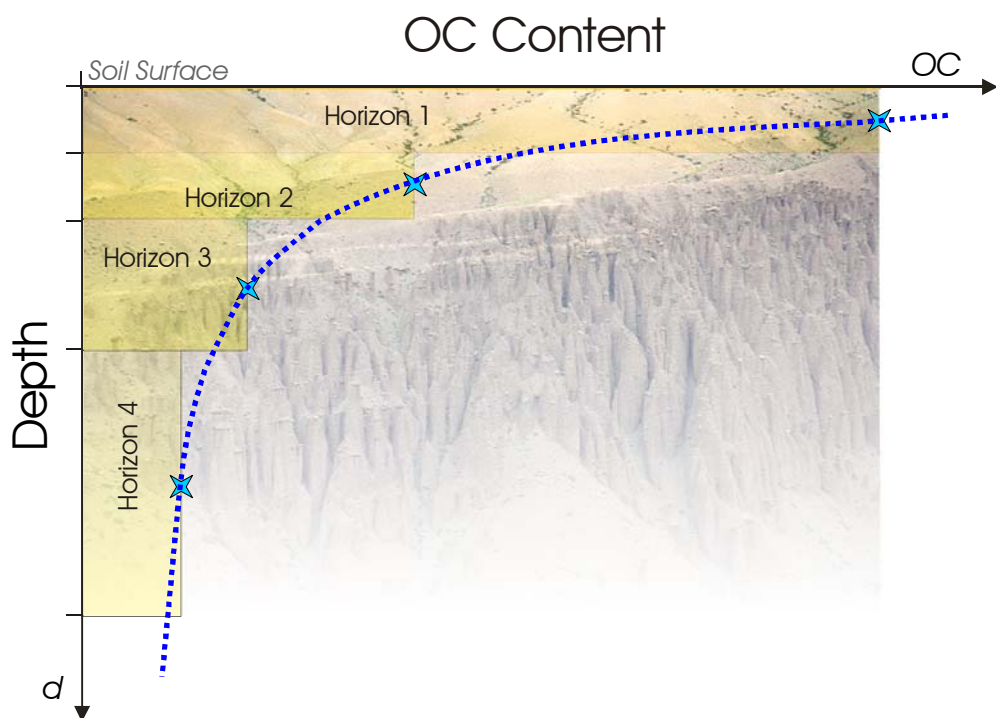 OC Content
Soil Surface
OC
Horizon 1
Horizon 2
Horizon 3
Depth
Horizon 4
d